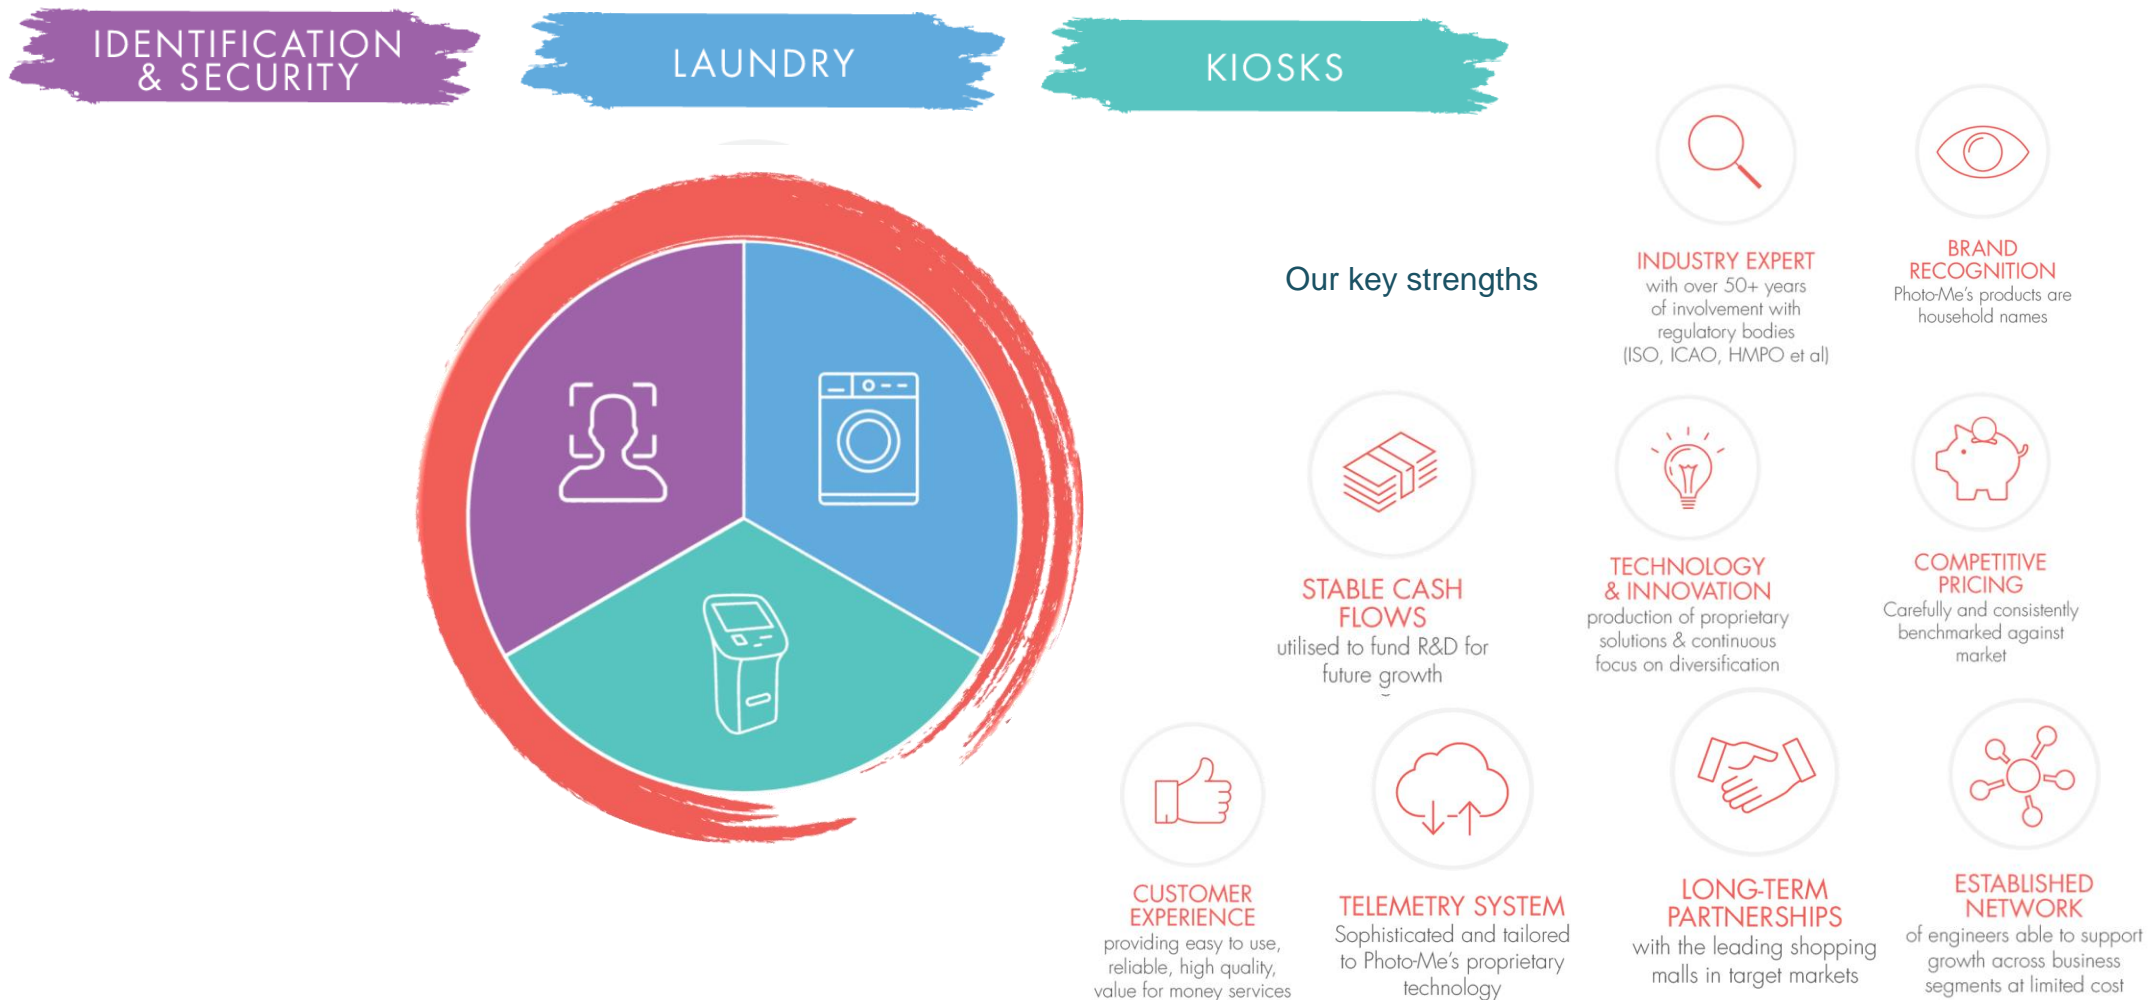 IDENTIFICATION
& SECURITY
LAUNDRY
KIOSKS
Our key strengths
INDUSTRY EXPERT
with over 50+ years
of involvement with
regulatory bodies
(ISO, ICAO, HMPO et al)
BRAND
RECOGNITION
Photo-Me's products are
household names
STABLE CASH
FLOWS
utilised to fund R&D for
future growth
TECHNOLOGY
& INNOVATION
production of proprietary
solutions & continuous
focus on diversification
COMPETITIVE
PRICING
Carefully and consistently
benchmarked against
market
CUSTOMER
EXPERIENCE
providing easy to use,
reliable, high quality,
value for money services
TELEMETRY SYSTEM
Sophisticated and tailored
to Photo-Me's proprietary
technology
LONG-TERM
PARTNERSHIPS
with the leading shopping
malls in target markets
ESTABLISHED
NETWORK
of engineers able to support
growth across business
segments at limited cost